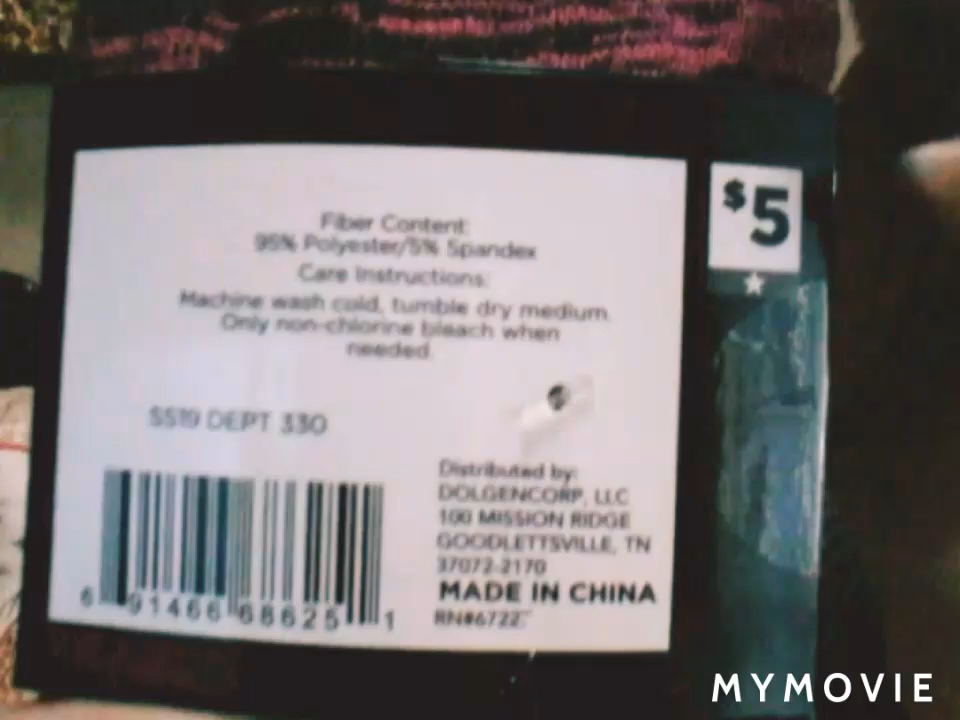 Fiber Content:
95% Polyester/5% Spandex
Care Instructions:
Machine wash cold, tumble dry medium.
Only non-chlorine bleach when
needed.
$5
SS19 DEPT 330
Distributed by:
DOLGENCORP, LLC
100 MISSION RIDGE
GOODLETTSVILLE, TN
37072-2170
MADE IN CHINA
6 91466 68625 1
MYMOVIE